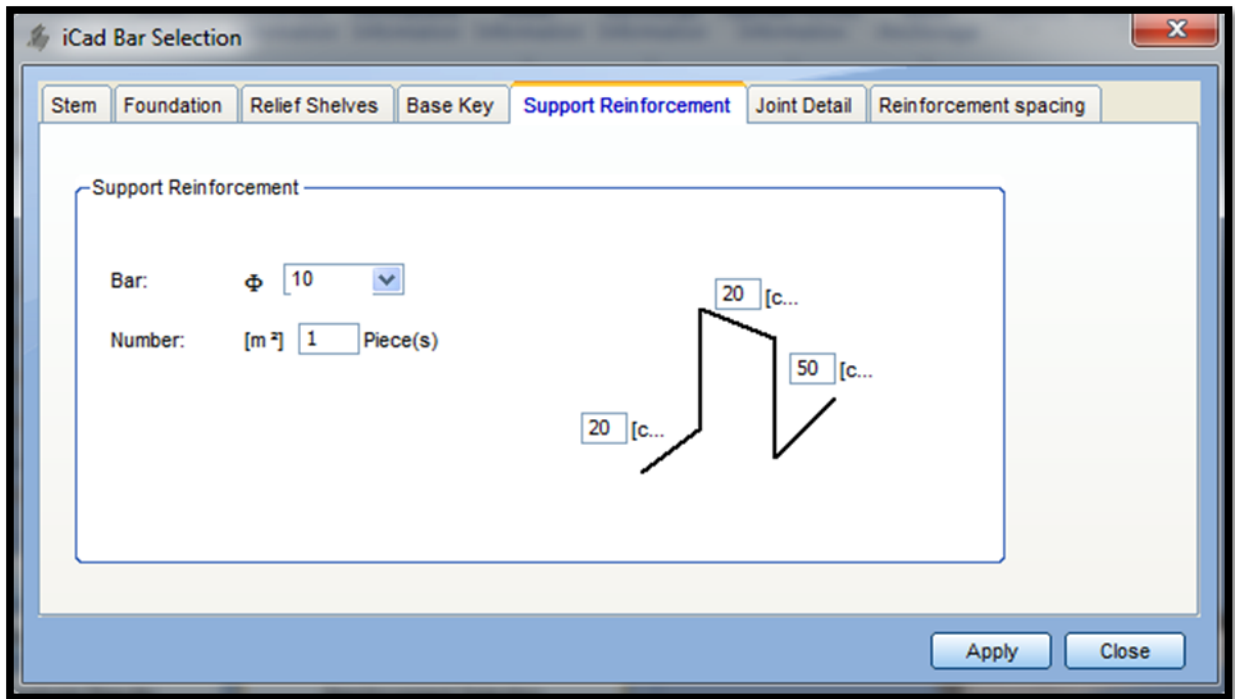 iCad Bar Selection
Stem Foundation Relief Shelves Base Key Support Reinforcement Joint Detail Reinforcement spacing
Support Reinforcement
Bar: Φ 10
20 [c...
Number: [m ²] 1 Piece(s)
50 [c...
20 [c...
Apply Close